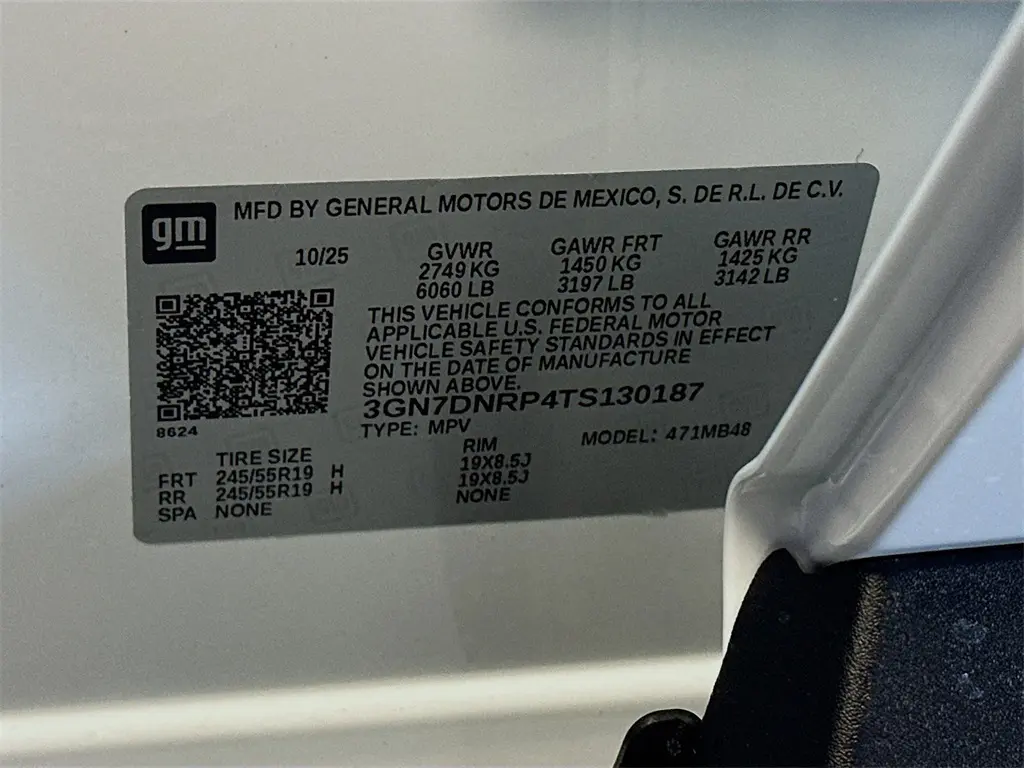 gm
MFD BY GENERAL MOTORS DE MEXICO, S. DE R.L. DE C.V.
10/25 GVWR GAWR FRT GAWR RR
2749 KG 1450 KG 1425 KG
6060 LB 3197 LB 3142 LB
THIS VEHICLE CONFORMS TO ALL
APPLICABLE U.S. FEDERAL MOTOR
VEHICLE SAFETY STANDARDS IN EFFECT
ON THE DATE OF MANUFACTURE
SHOWN ABOVE.
3GN7DNRP4TS130187
8624
TYPE: MPV MODEL: 471MB48
TIRE SIZE RIM
FRT 245/55R19 H 19X8.5J
RR 245/55R19 H 19X8.5J
SPA NONE NONE